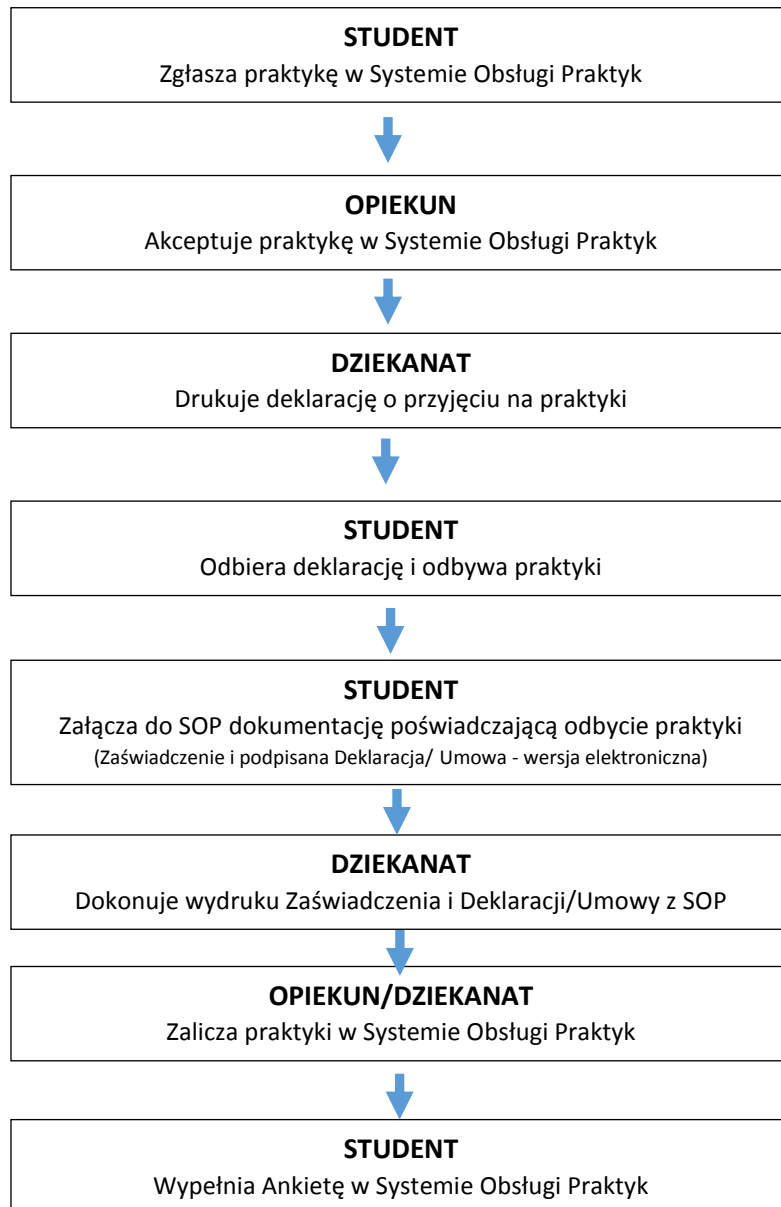 STUDENT
Zgłasza praktykę w Systemie Obsługi Praktyk
OPIEKUN
Akceptuje praktykę w Systemie Obsługi Praktyk
DZIEKANAT
Drukuje deklarację o przyjęciu na praktyki
STUDENT
Odbiera deklarację i odbywa praktyki
STUDENT
Załącza do SOP dokumentację poświadczającą odbycie praktyki
(Zaświadczenie i podpisana Deklaracja/ Umowa - wersja elektroniczna)
DZIEKANAT
Dokonuje wydruku Zaświadczenia i Deklaracji/Umowy z SOP
OPIEKUN/DZIEKANAT
Zalicza praktyki w Systemie Obsługi Praktyk
STUDENT
Wypełnia Ankietę w Systemie Obsługi Praktyk